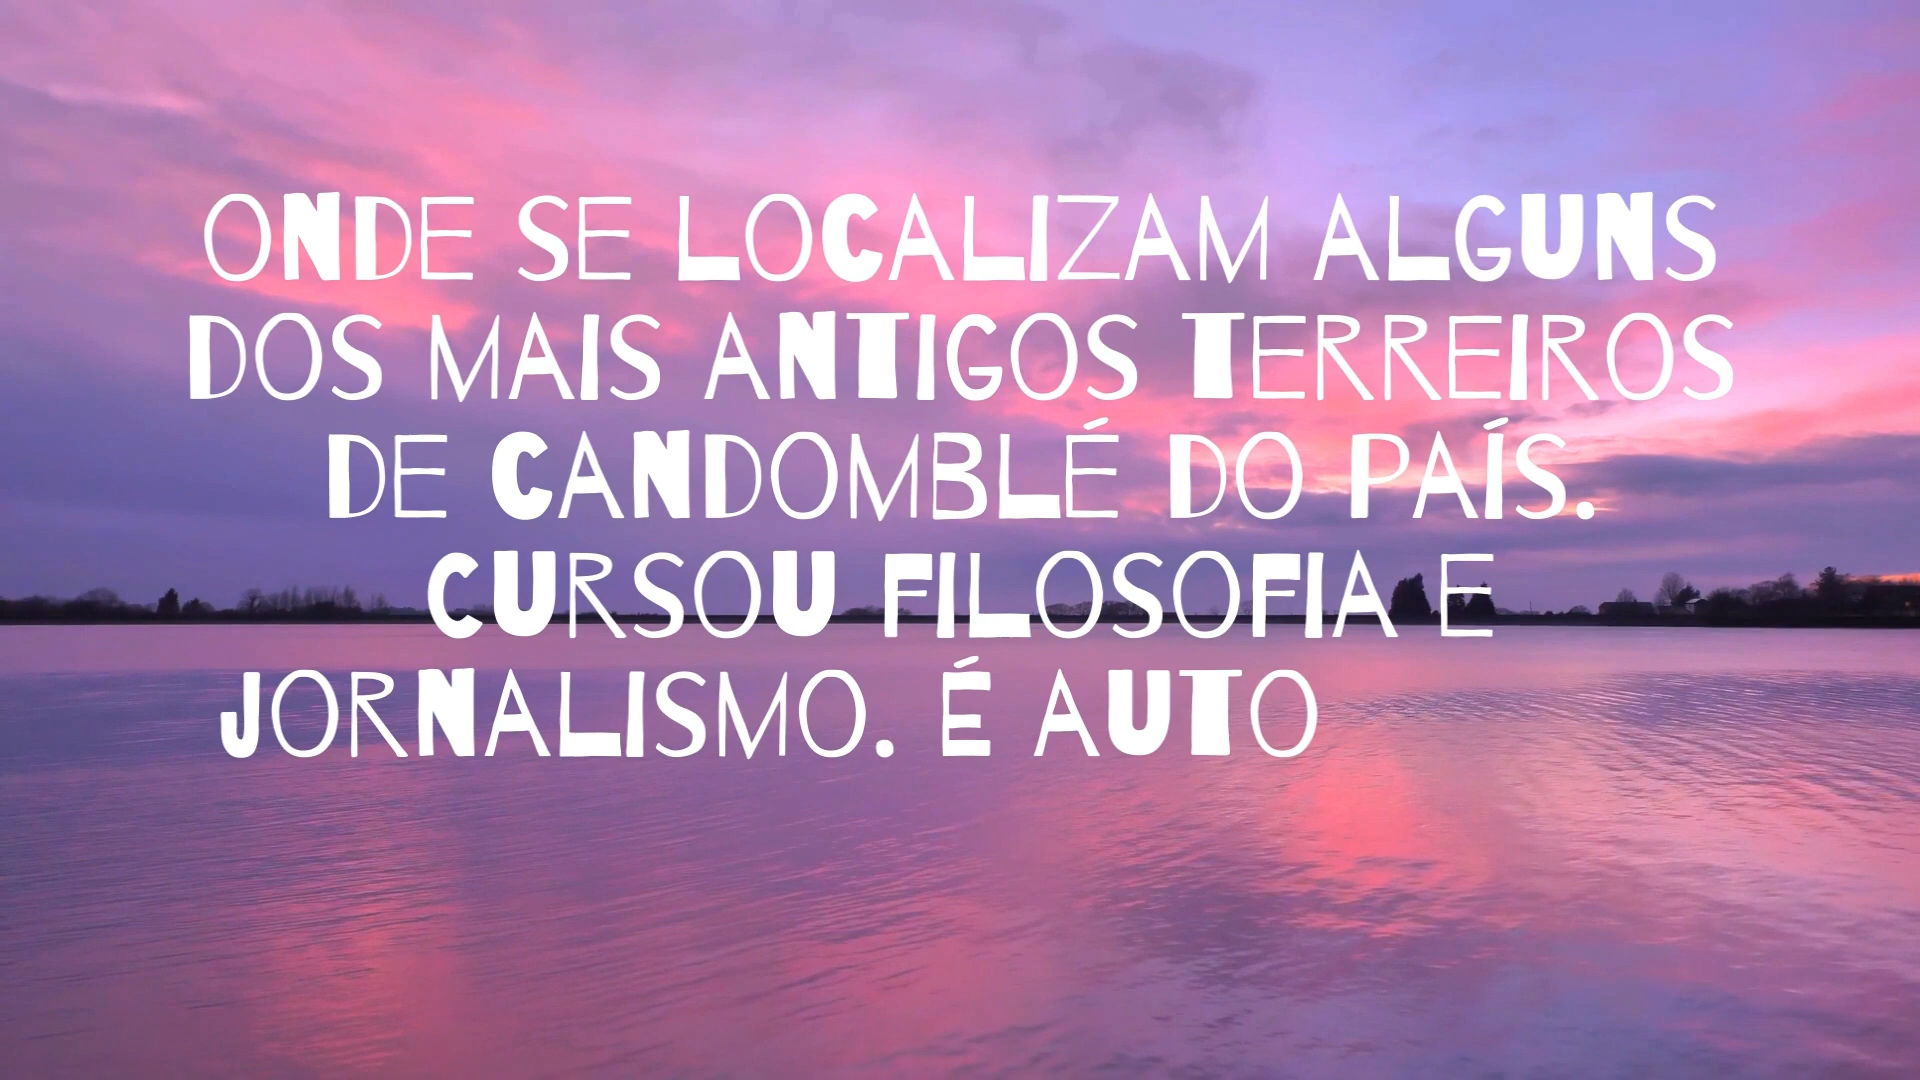 ONDE SE LOCALIZAM ALGUNS
DOS MAIS ANTIGOS TERREIROS
DE CANDOMBLÉ DO PAÍS.
CURSOU FILOSOFIA E
JORNALISMO. É AUTO